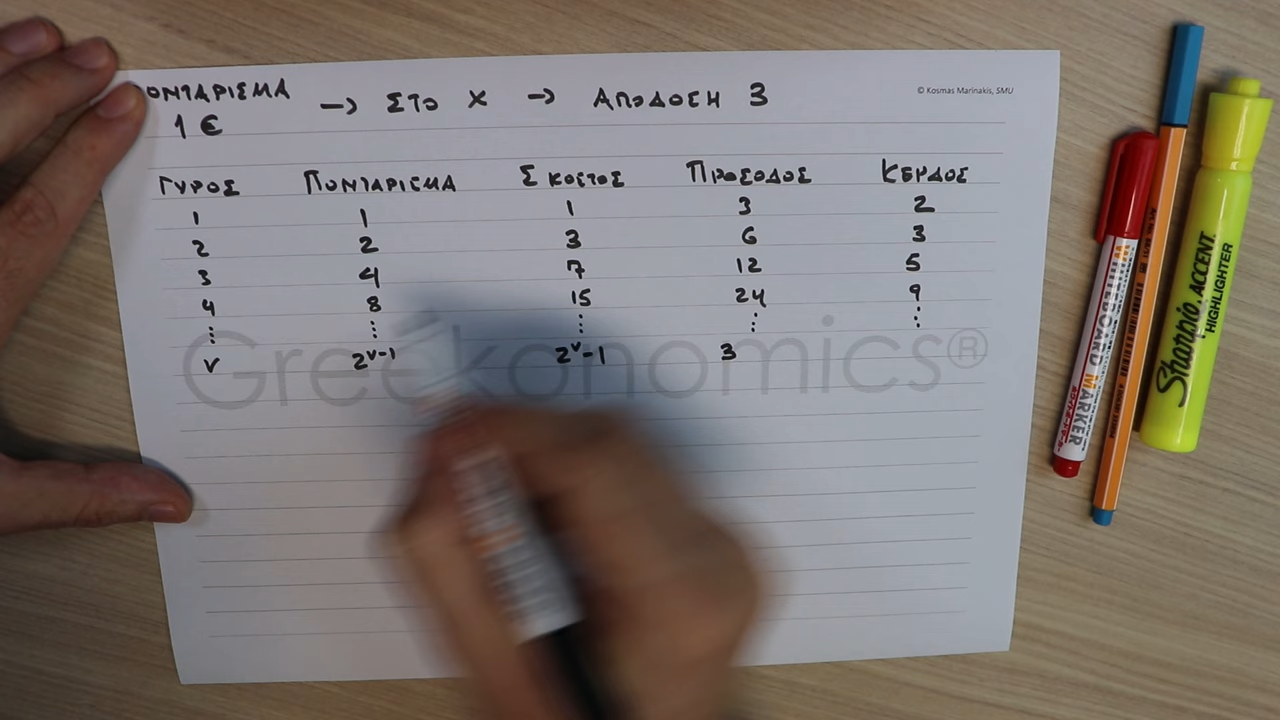 ΠΟΝΤΑΡΙΣΜΑ → ΣΤΟ Χ → ΑΠΟΔΟΣΗ 3
1 €
© Kosmas Marinakis, SMU
ΓΥΡΟΣ ΠΟΝΤΑΡΙΣΜΑ Σ ΚΟΣΤΟΣ ΠΡΟΣΟΔΟΣ ΚΕΡΔΟΣ
1 1 1 3 2
2 2 3 6 3
3 4 7 12 5
4 8 15 24 9
⋮ ⋮ ⋮ ⋮ ⋮
ν 2^(ν-1) 2^ν-1 3
Greekonomics®
WHITEBOARD MARKER
Sharpie ACCENT
HIGHLIGHTER